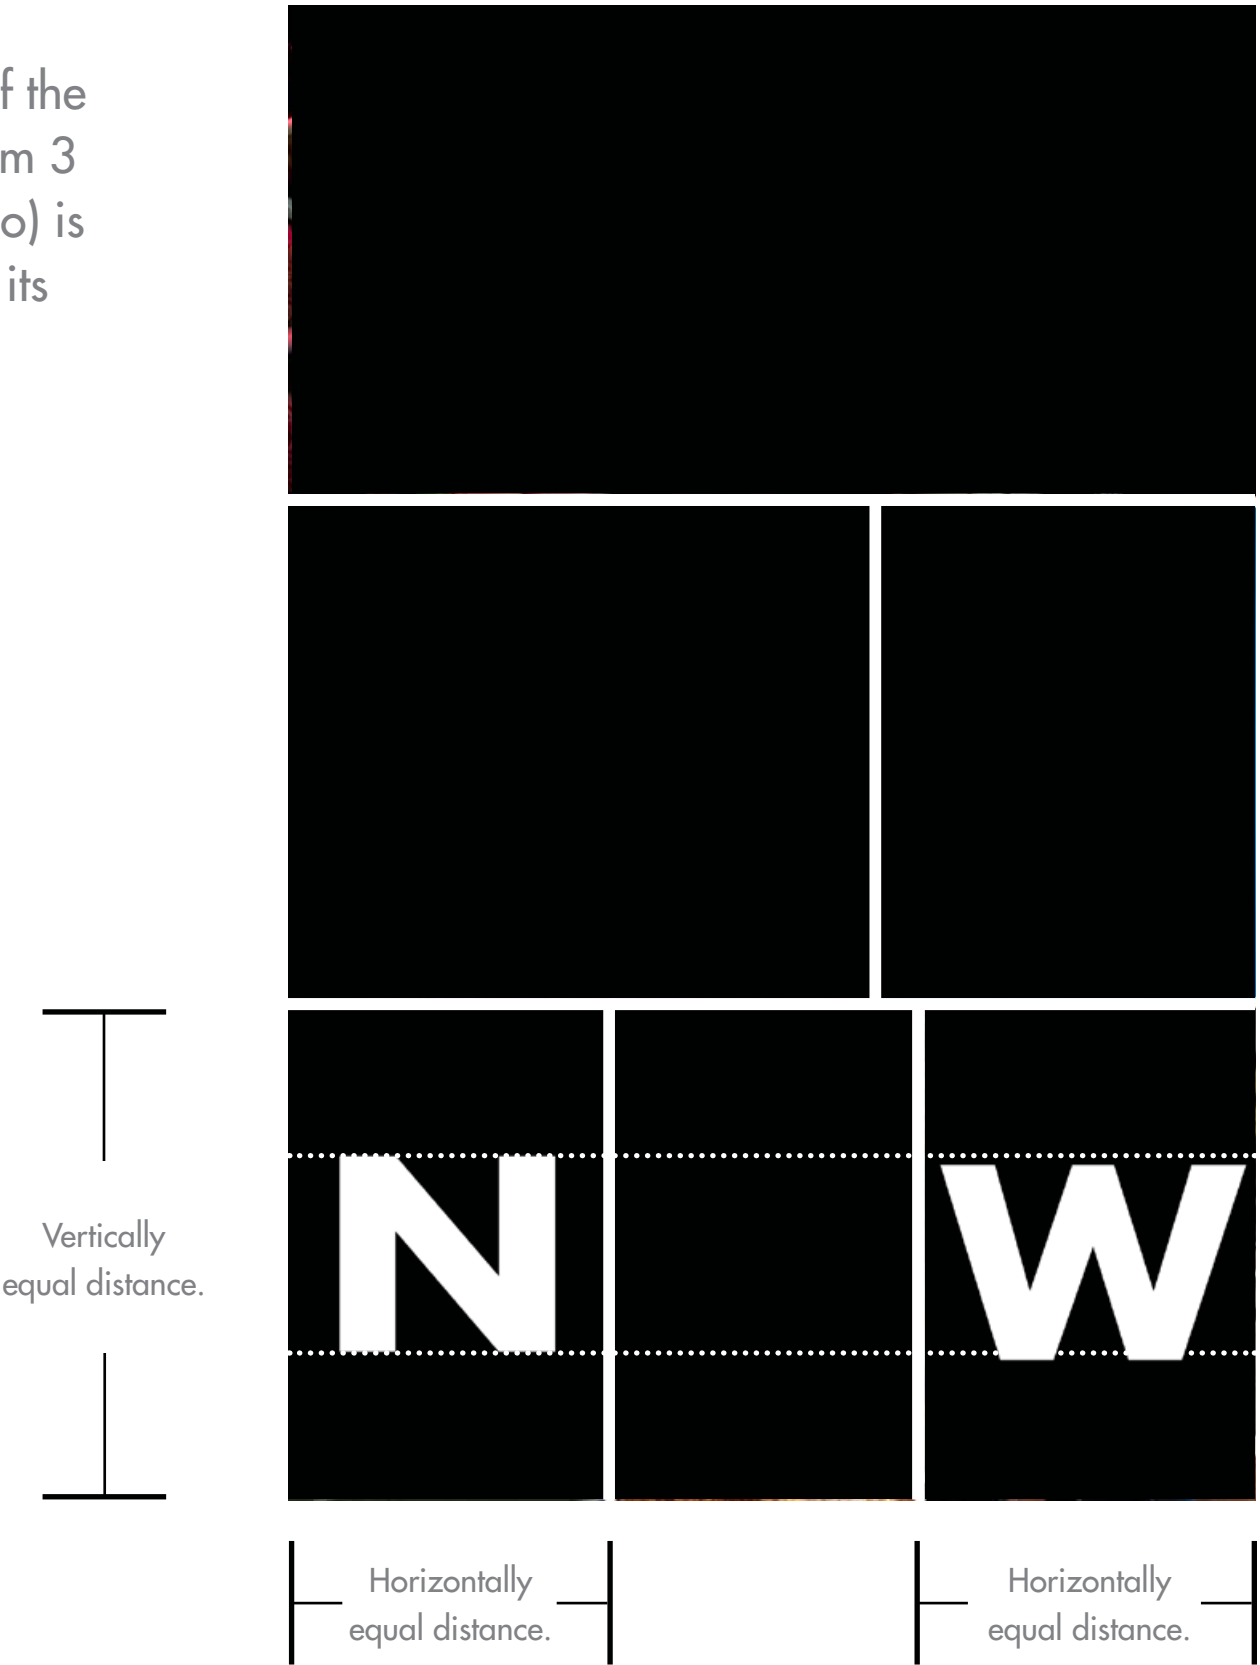 f the
m 3
o) is
its
N W
Vertically
equal distance.
Horizontally
equal distance.
Horizontally
equal distance.